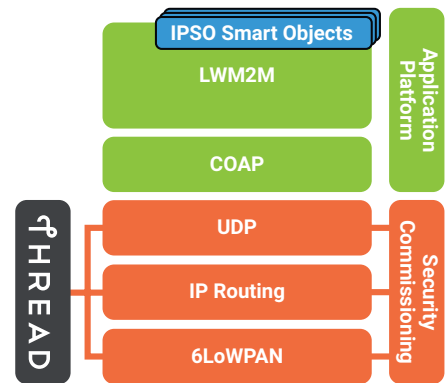 IPSO Smart Objects
LWM2M
Application
Platform
COAP
THREAD
UDP
IP Routing
6LoWPAN
Security
Commissioning